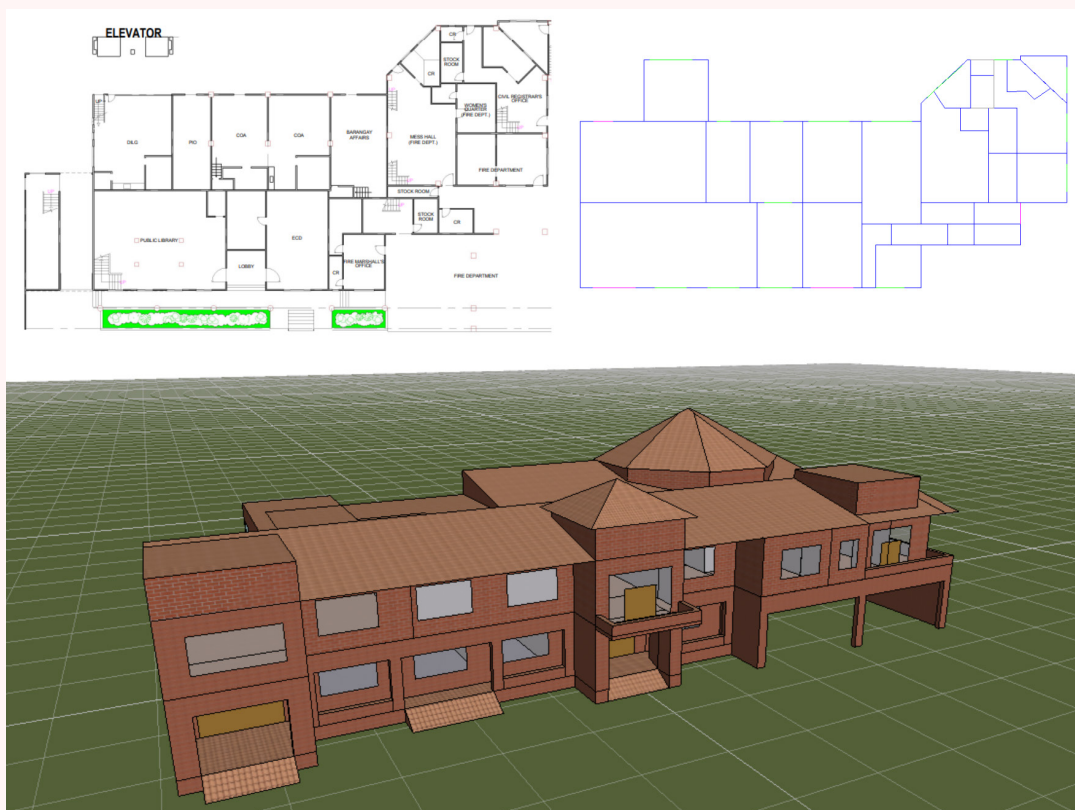 ELEVATOR
CR
STOCK
ROOM
CR
WOMEN'S
QUARTER
(FIRE DEPT.)
CIVIL REGISTRAR'S
OFFICE
DILG
PIO
COA
COA
BARANGAY
AFFAIRS
MESS HALL
(FIRE DEPT.)
FIRE DEPARTMENT
STOCK ROOM
STOCK
ROOM
CR
PUBLIC LIBRARY
ECD
LOBBY
FIRE MARSHALL'S
OFFICE
CR
FIRE DEPARTMENT